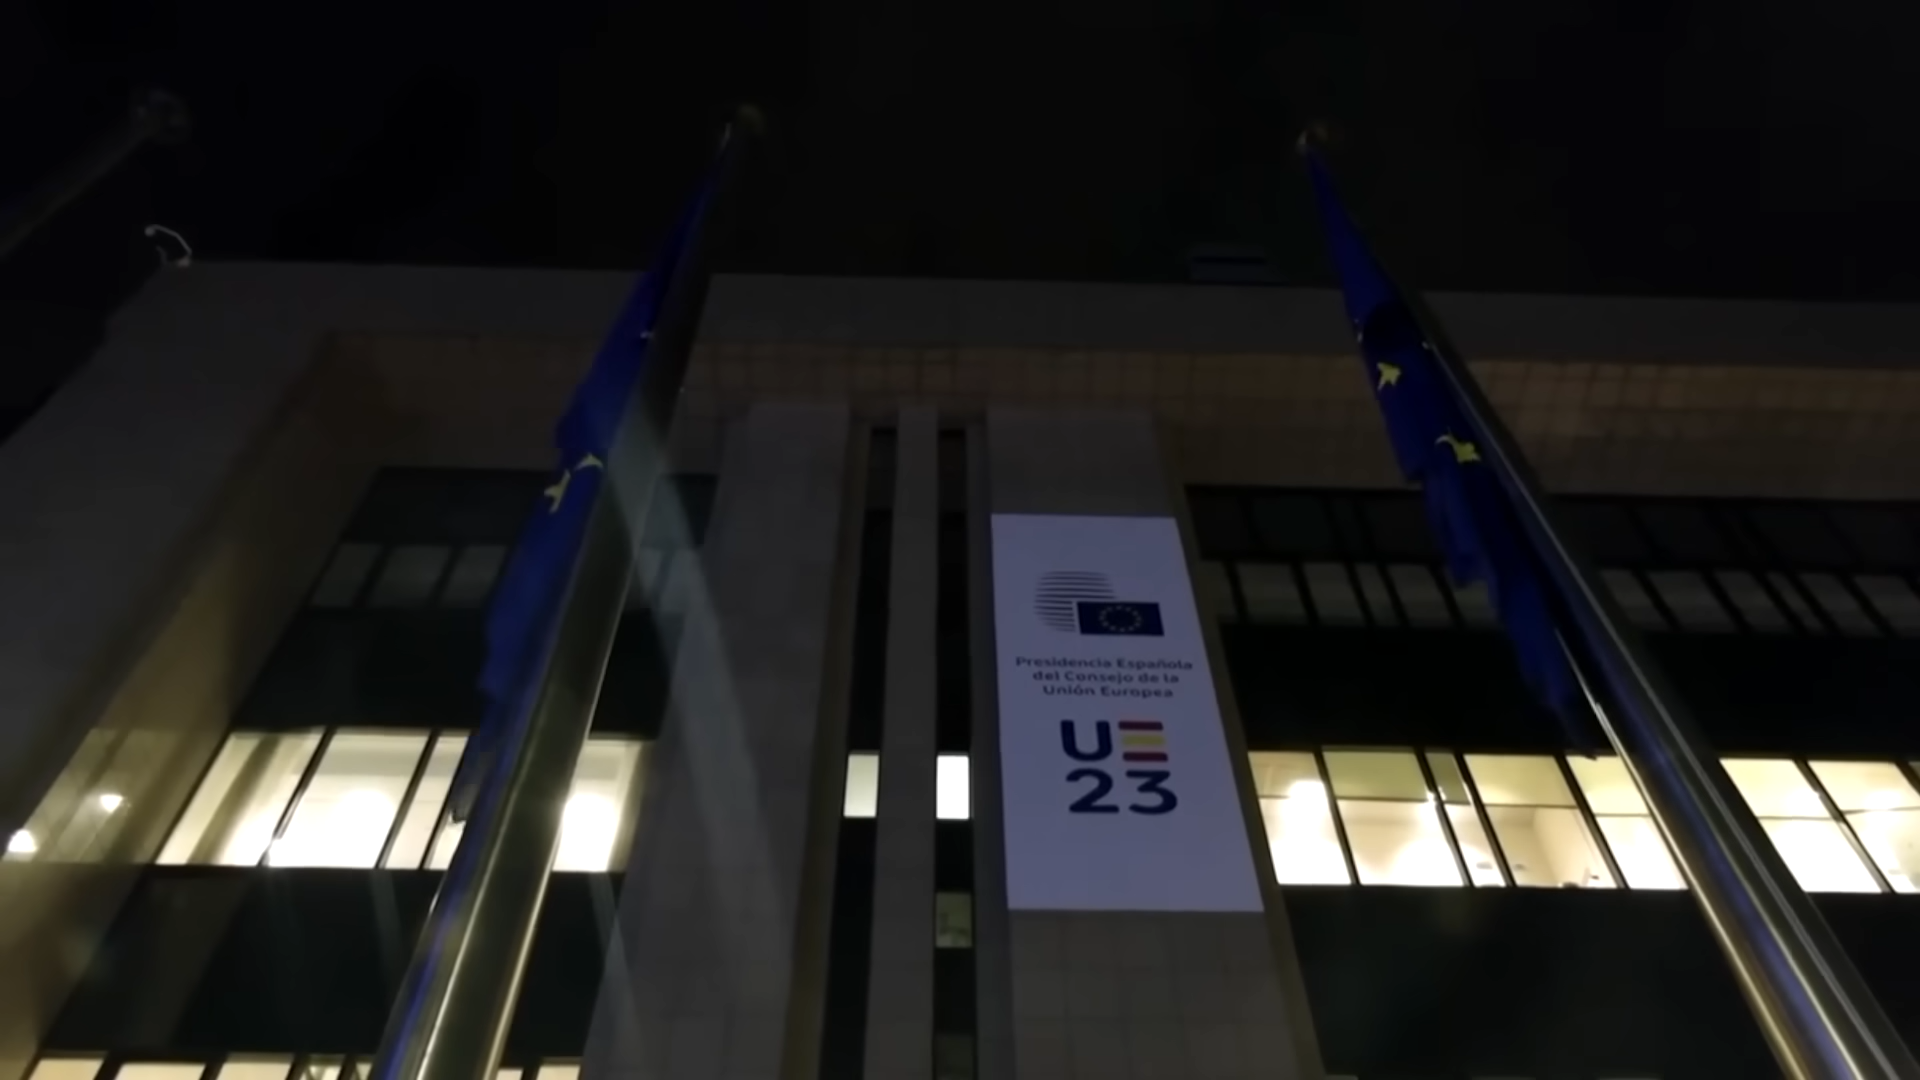 Presidencia Española
del Consejo de la
Unión Europea
UE
23